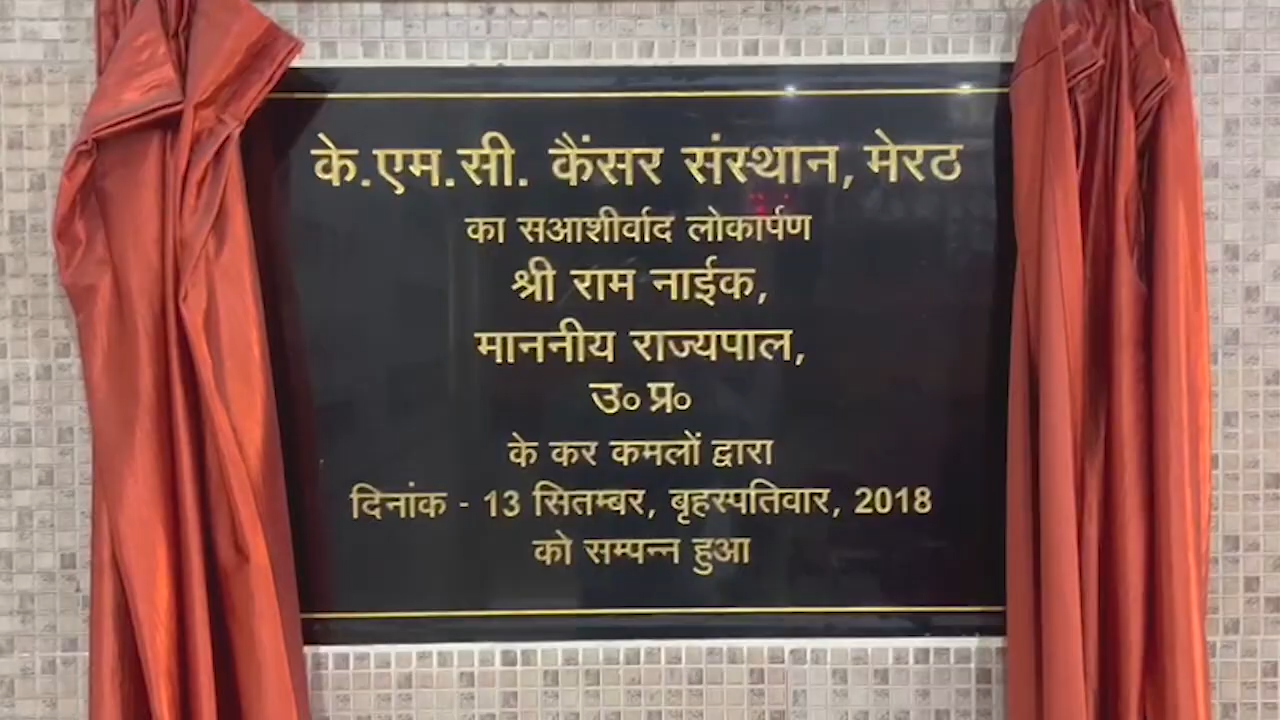 के.एम.सी. कैंसर संस्थान, मेरठ
का सआशीर्वाद लोकार्पण
श्री राम नाईक,
माननीय राज्यपाल,
उ० प्र०
के कर कमलों द्वारा
दिनांक - 13 सितम्बर, बृहस्पतिवार, 2018
को सम्पन्न हुआ